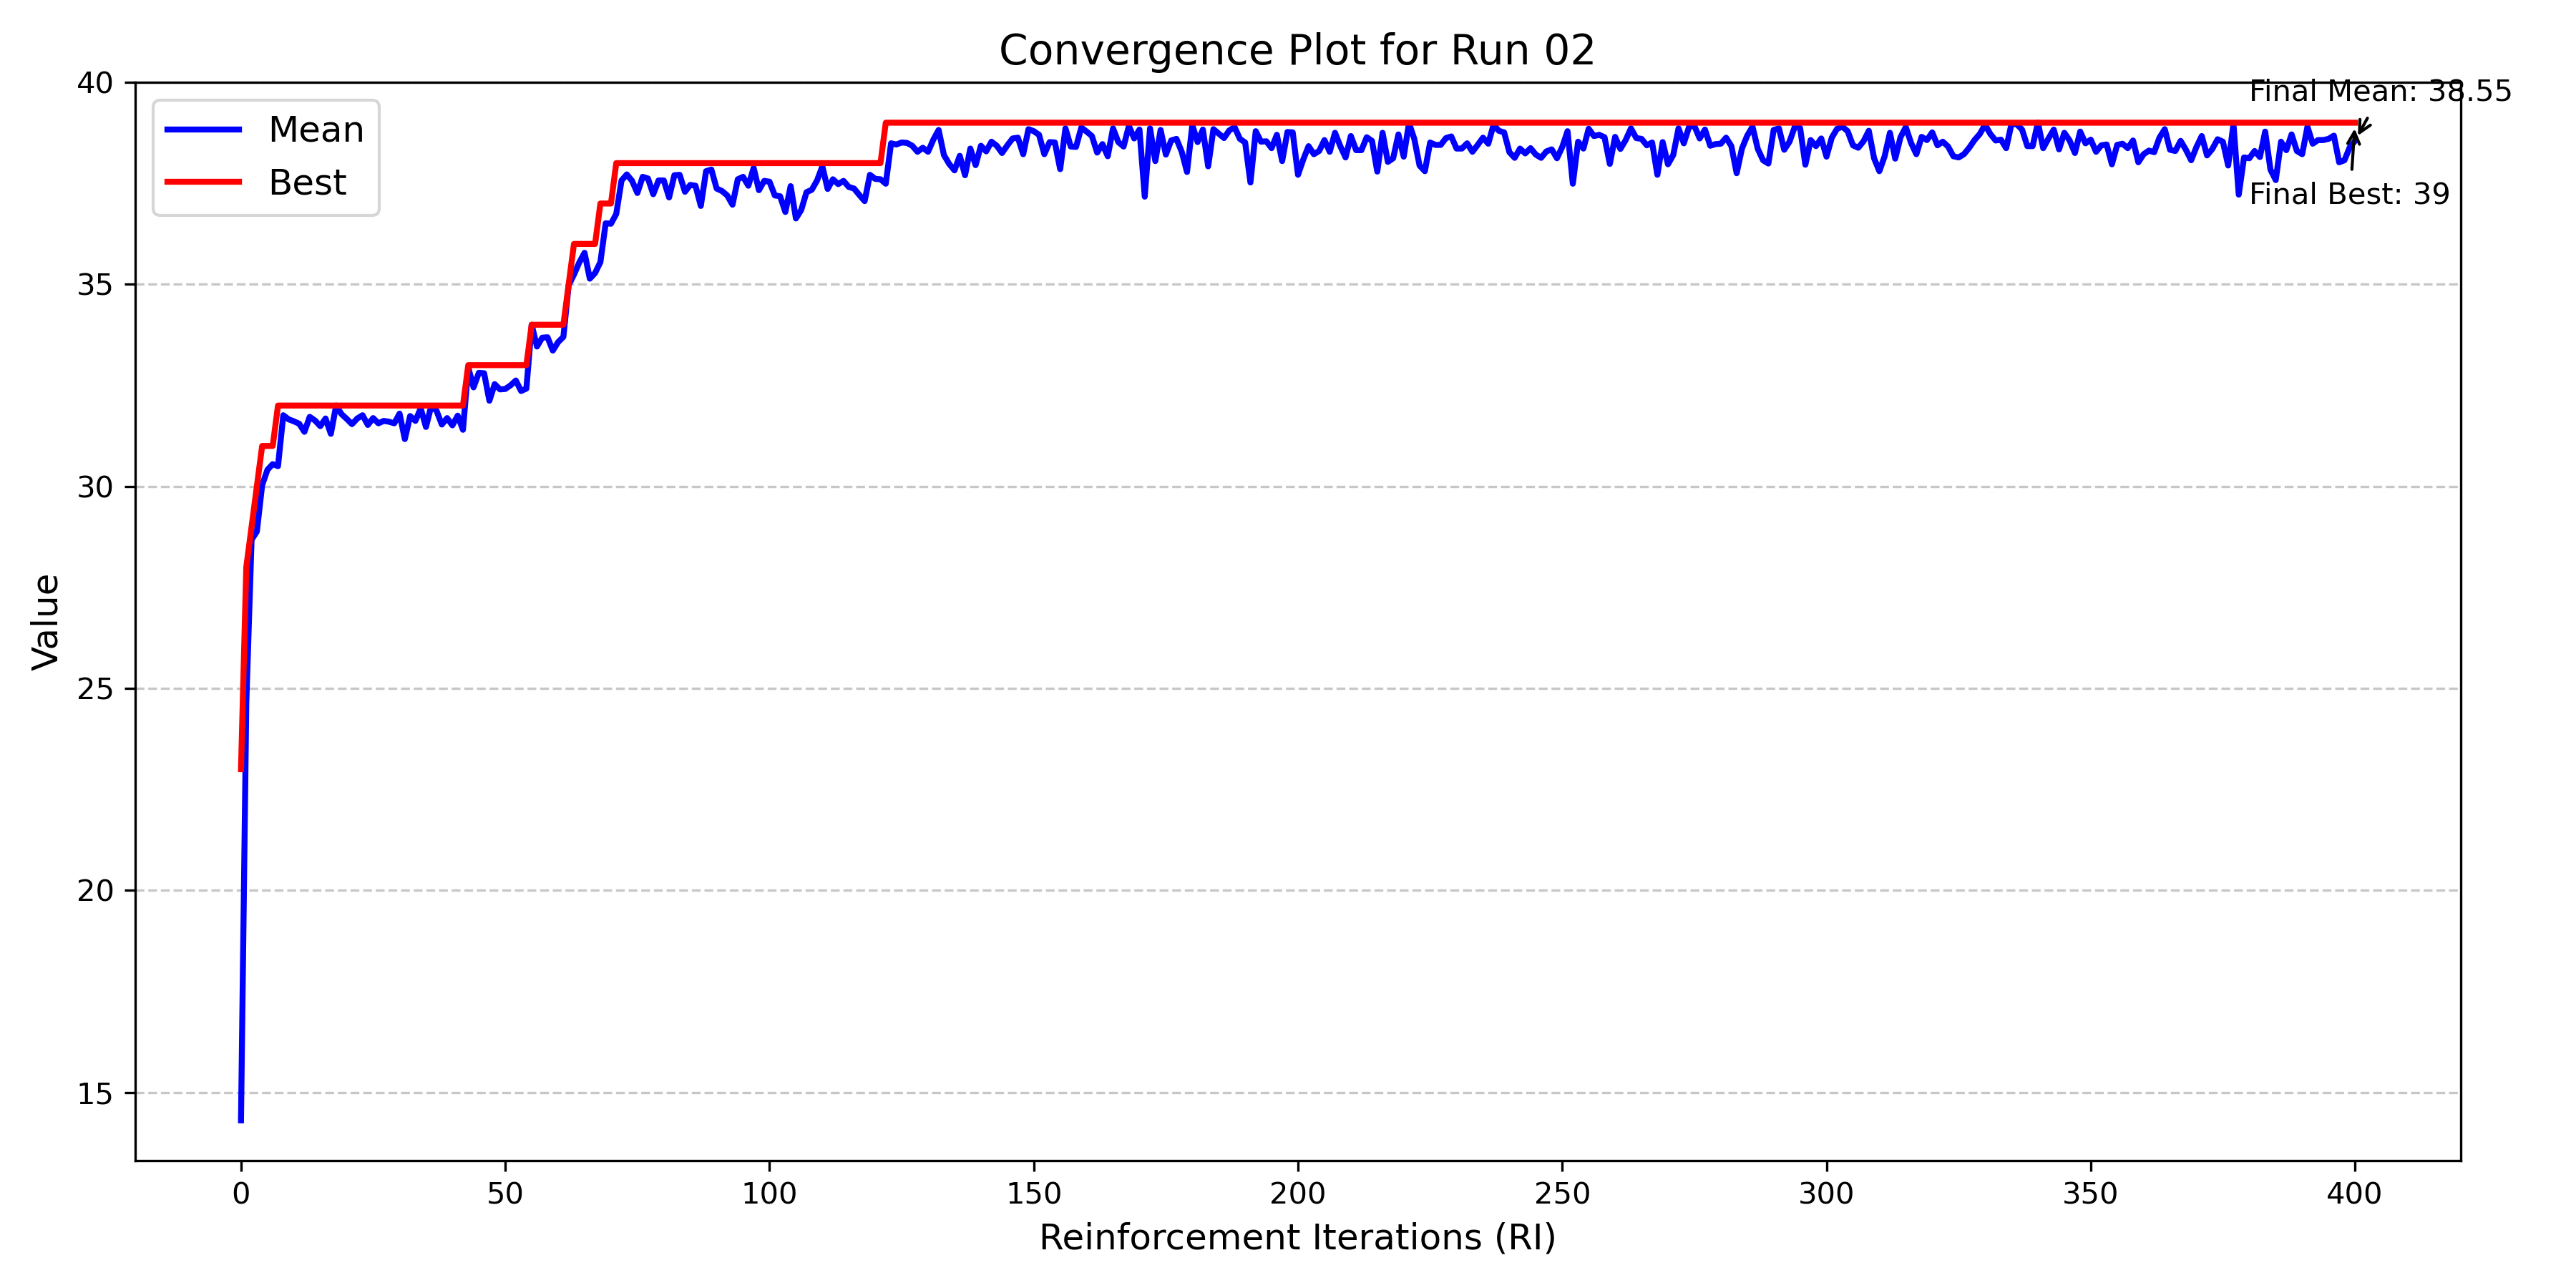 Convergence Plot for Run 02
Mean
Best
Final Mean: 38.55
Final Best: 39
Value
40
35
30
25
20
15
0 50 100 150 200 250 300 350 400
Reinforcement Iterations (RI)